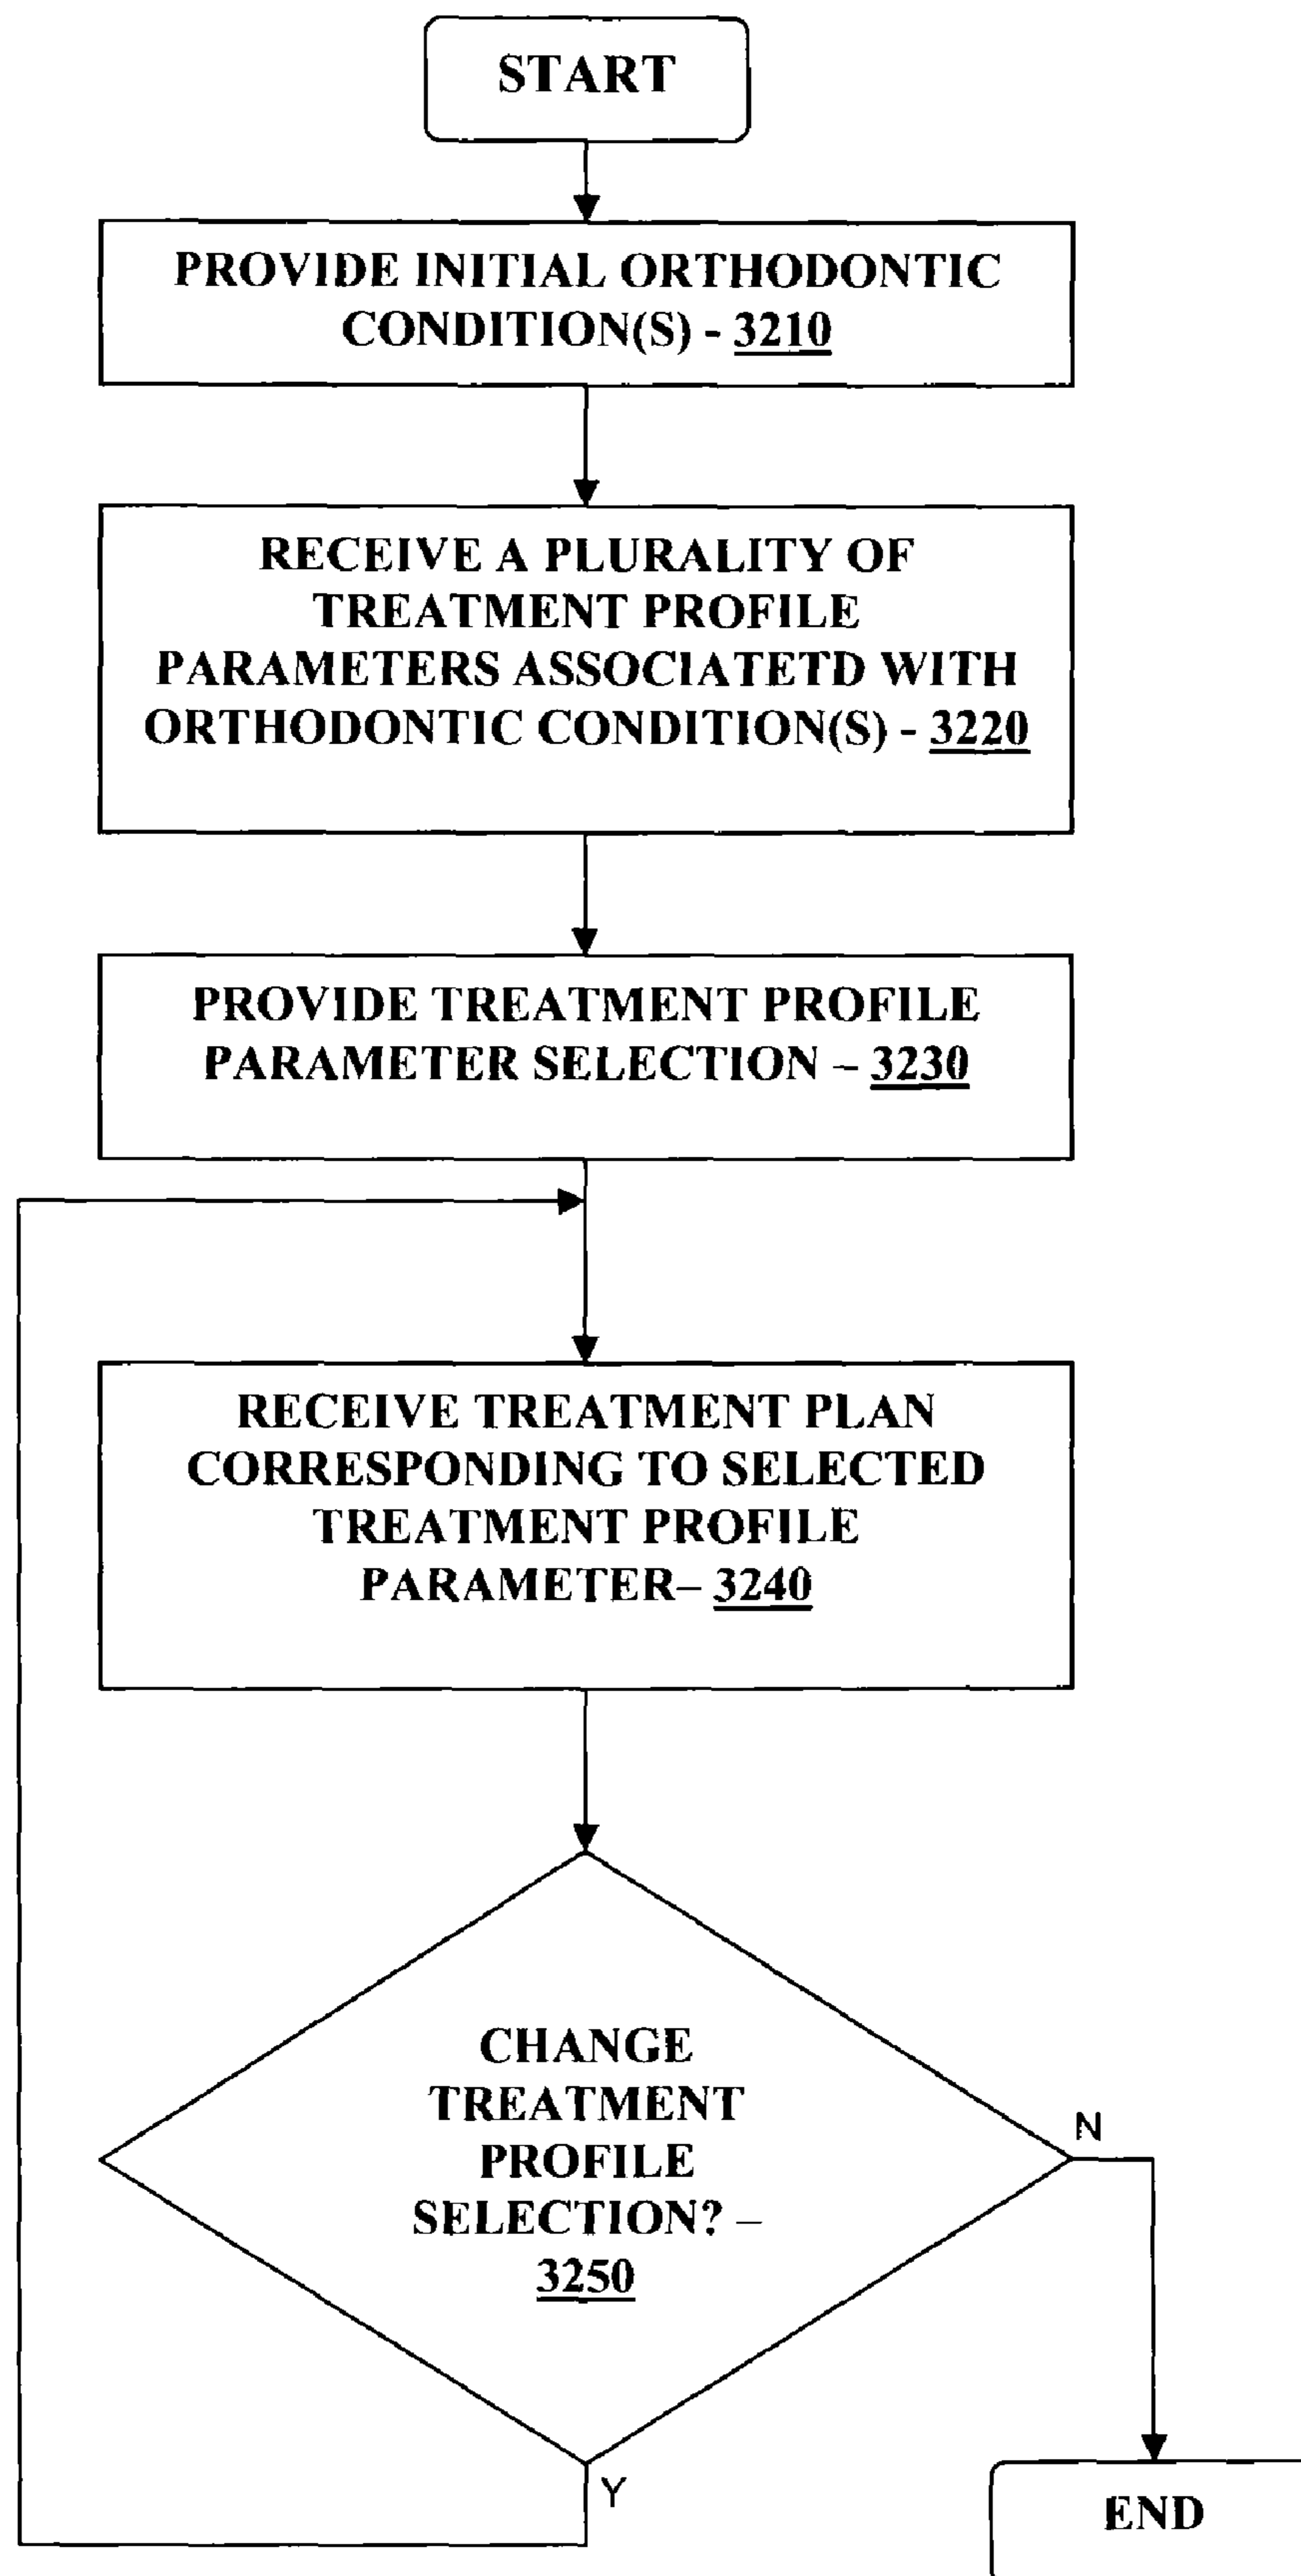 START
PROVIDE INITIAL ORTHODONTIC
CONDITION(S) - 3210
RECEIVE A PLURALITY OF
TREATMENT PROFILE
PARAMETERS ASSOCIATETD WITH
ORTHODONTIC CONDITION(S) - 3220
PROVIDE TREATMENT PROFILE
PARAMETER SELECTION – 3230
RECEIVE TREATMENT PLAN
CORRESPONDING TO SELECTED
TREATMENT PROFILE
PARAMETER– 3240
CHANGE
TREATMENT
PROFILE
SELECTION? –
3250
N
Y
END